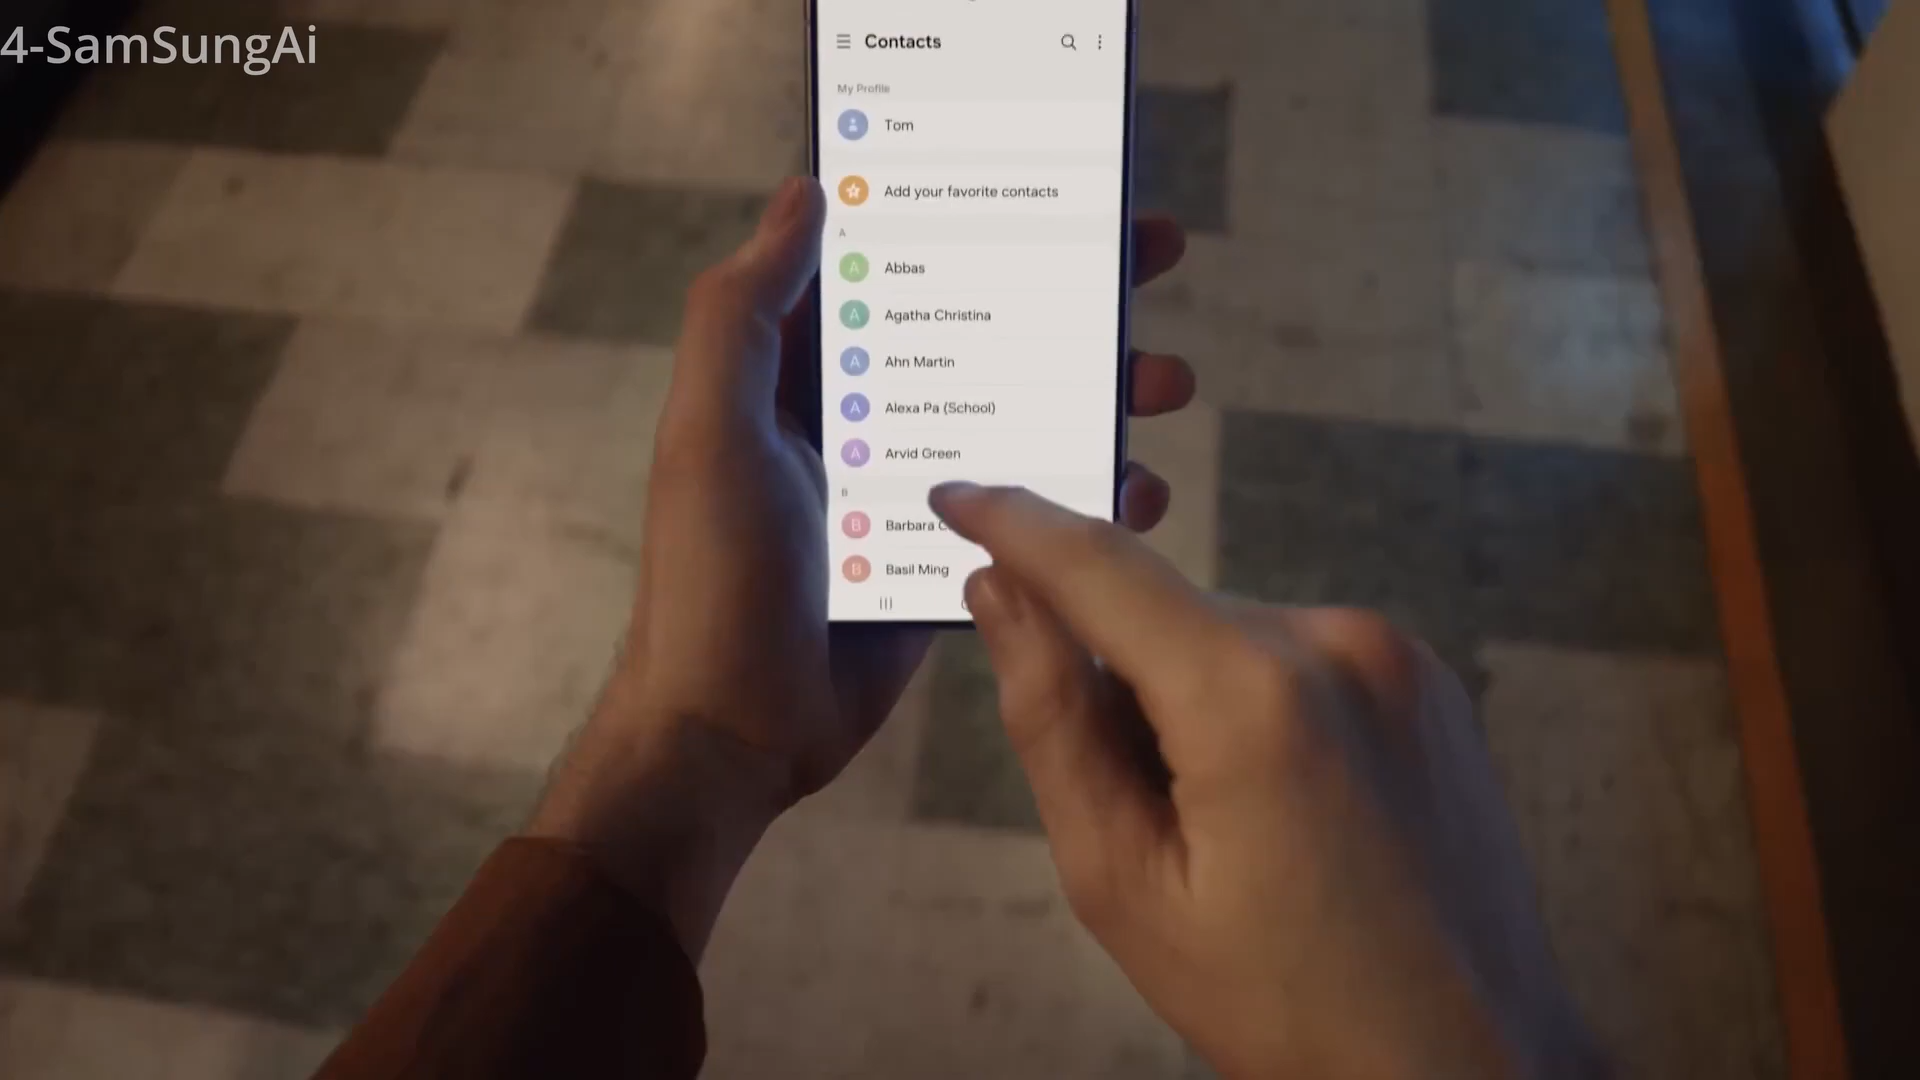 4-SamSungAi
Contacts
My Profile
Tom
Add your favorite contacts
A
A Abbas
A Agatha Christina
A Ahn Martin
A Alexa Pa (School)
A Arvid Green
B
B Barbara
B Basil Ming